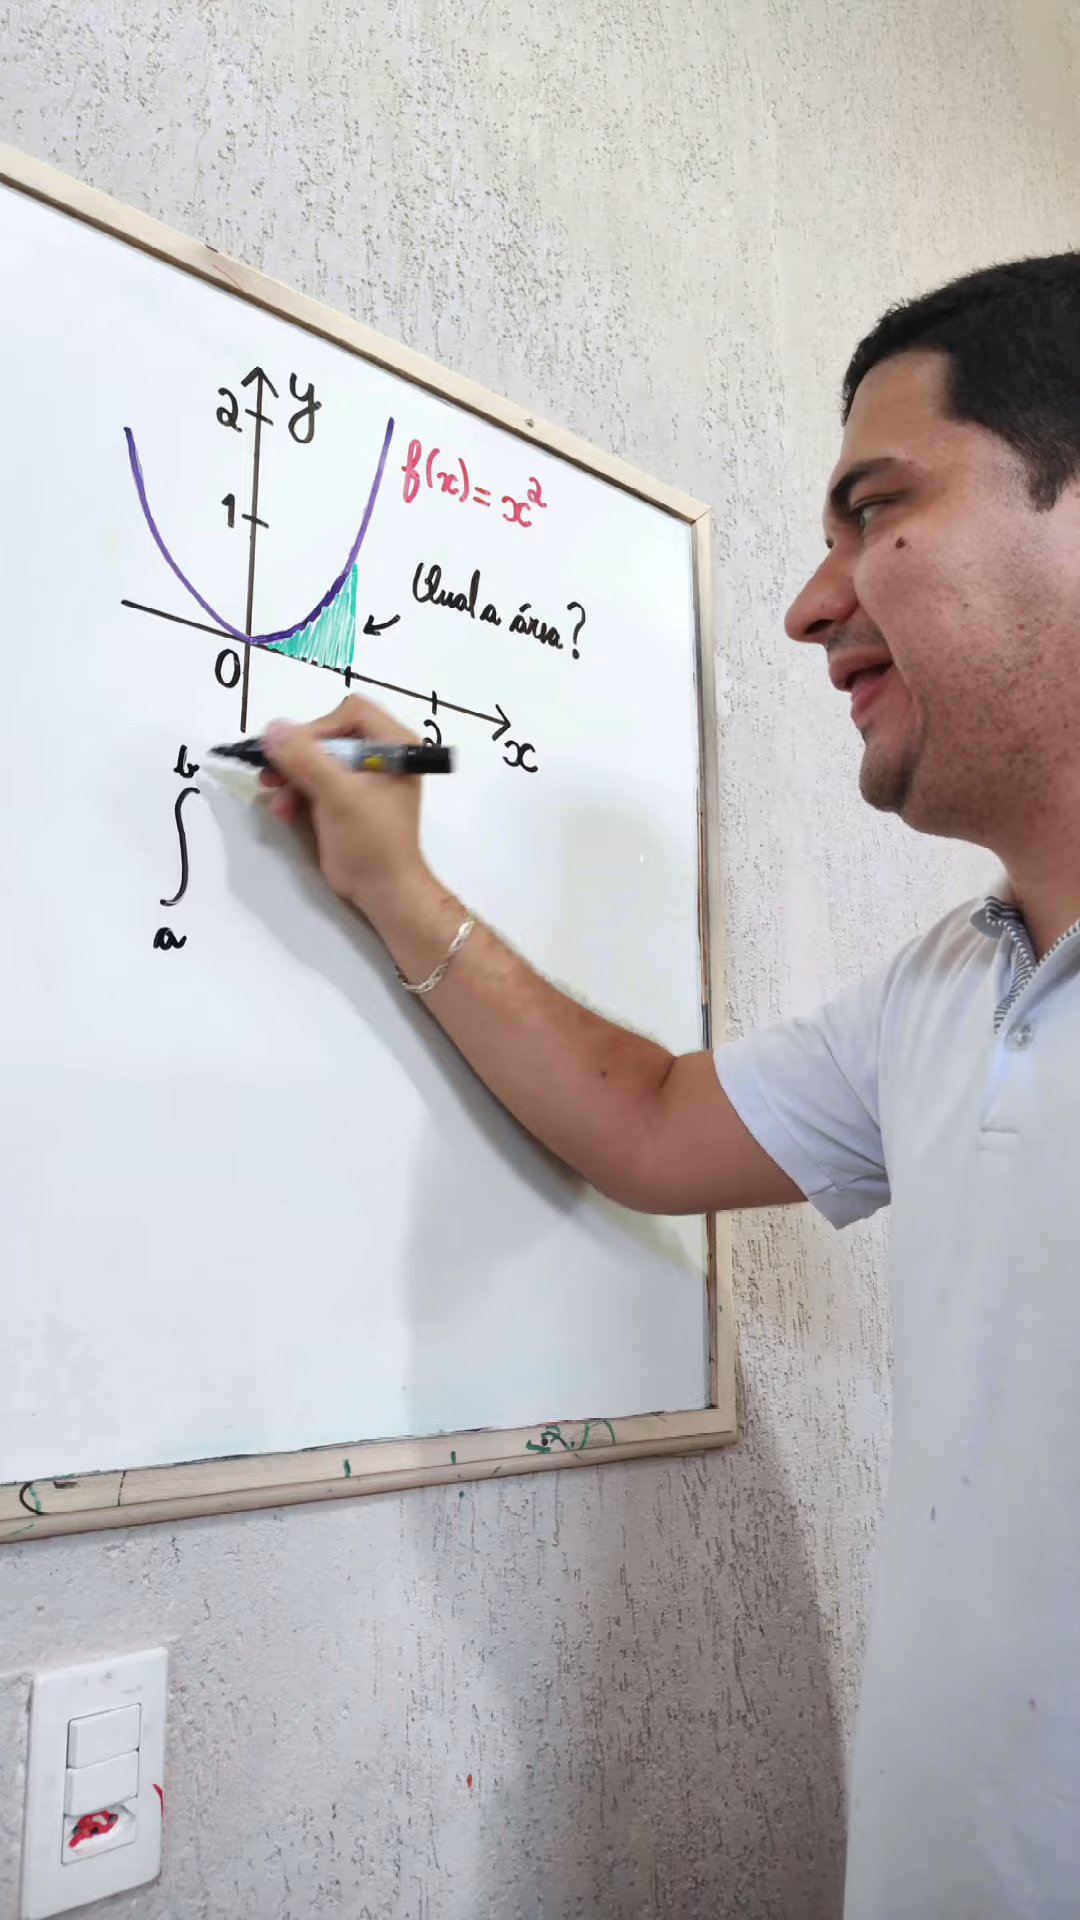 2 y
f(x) = x²
1
Qual a área?
0
2
x
b
∫
a